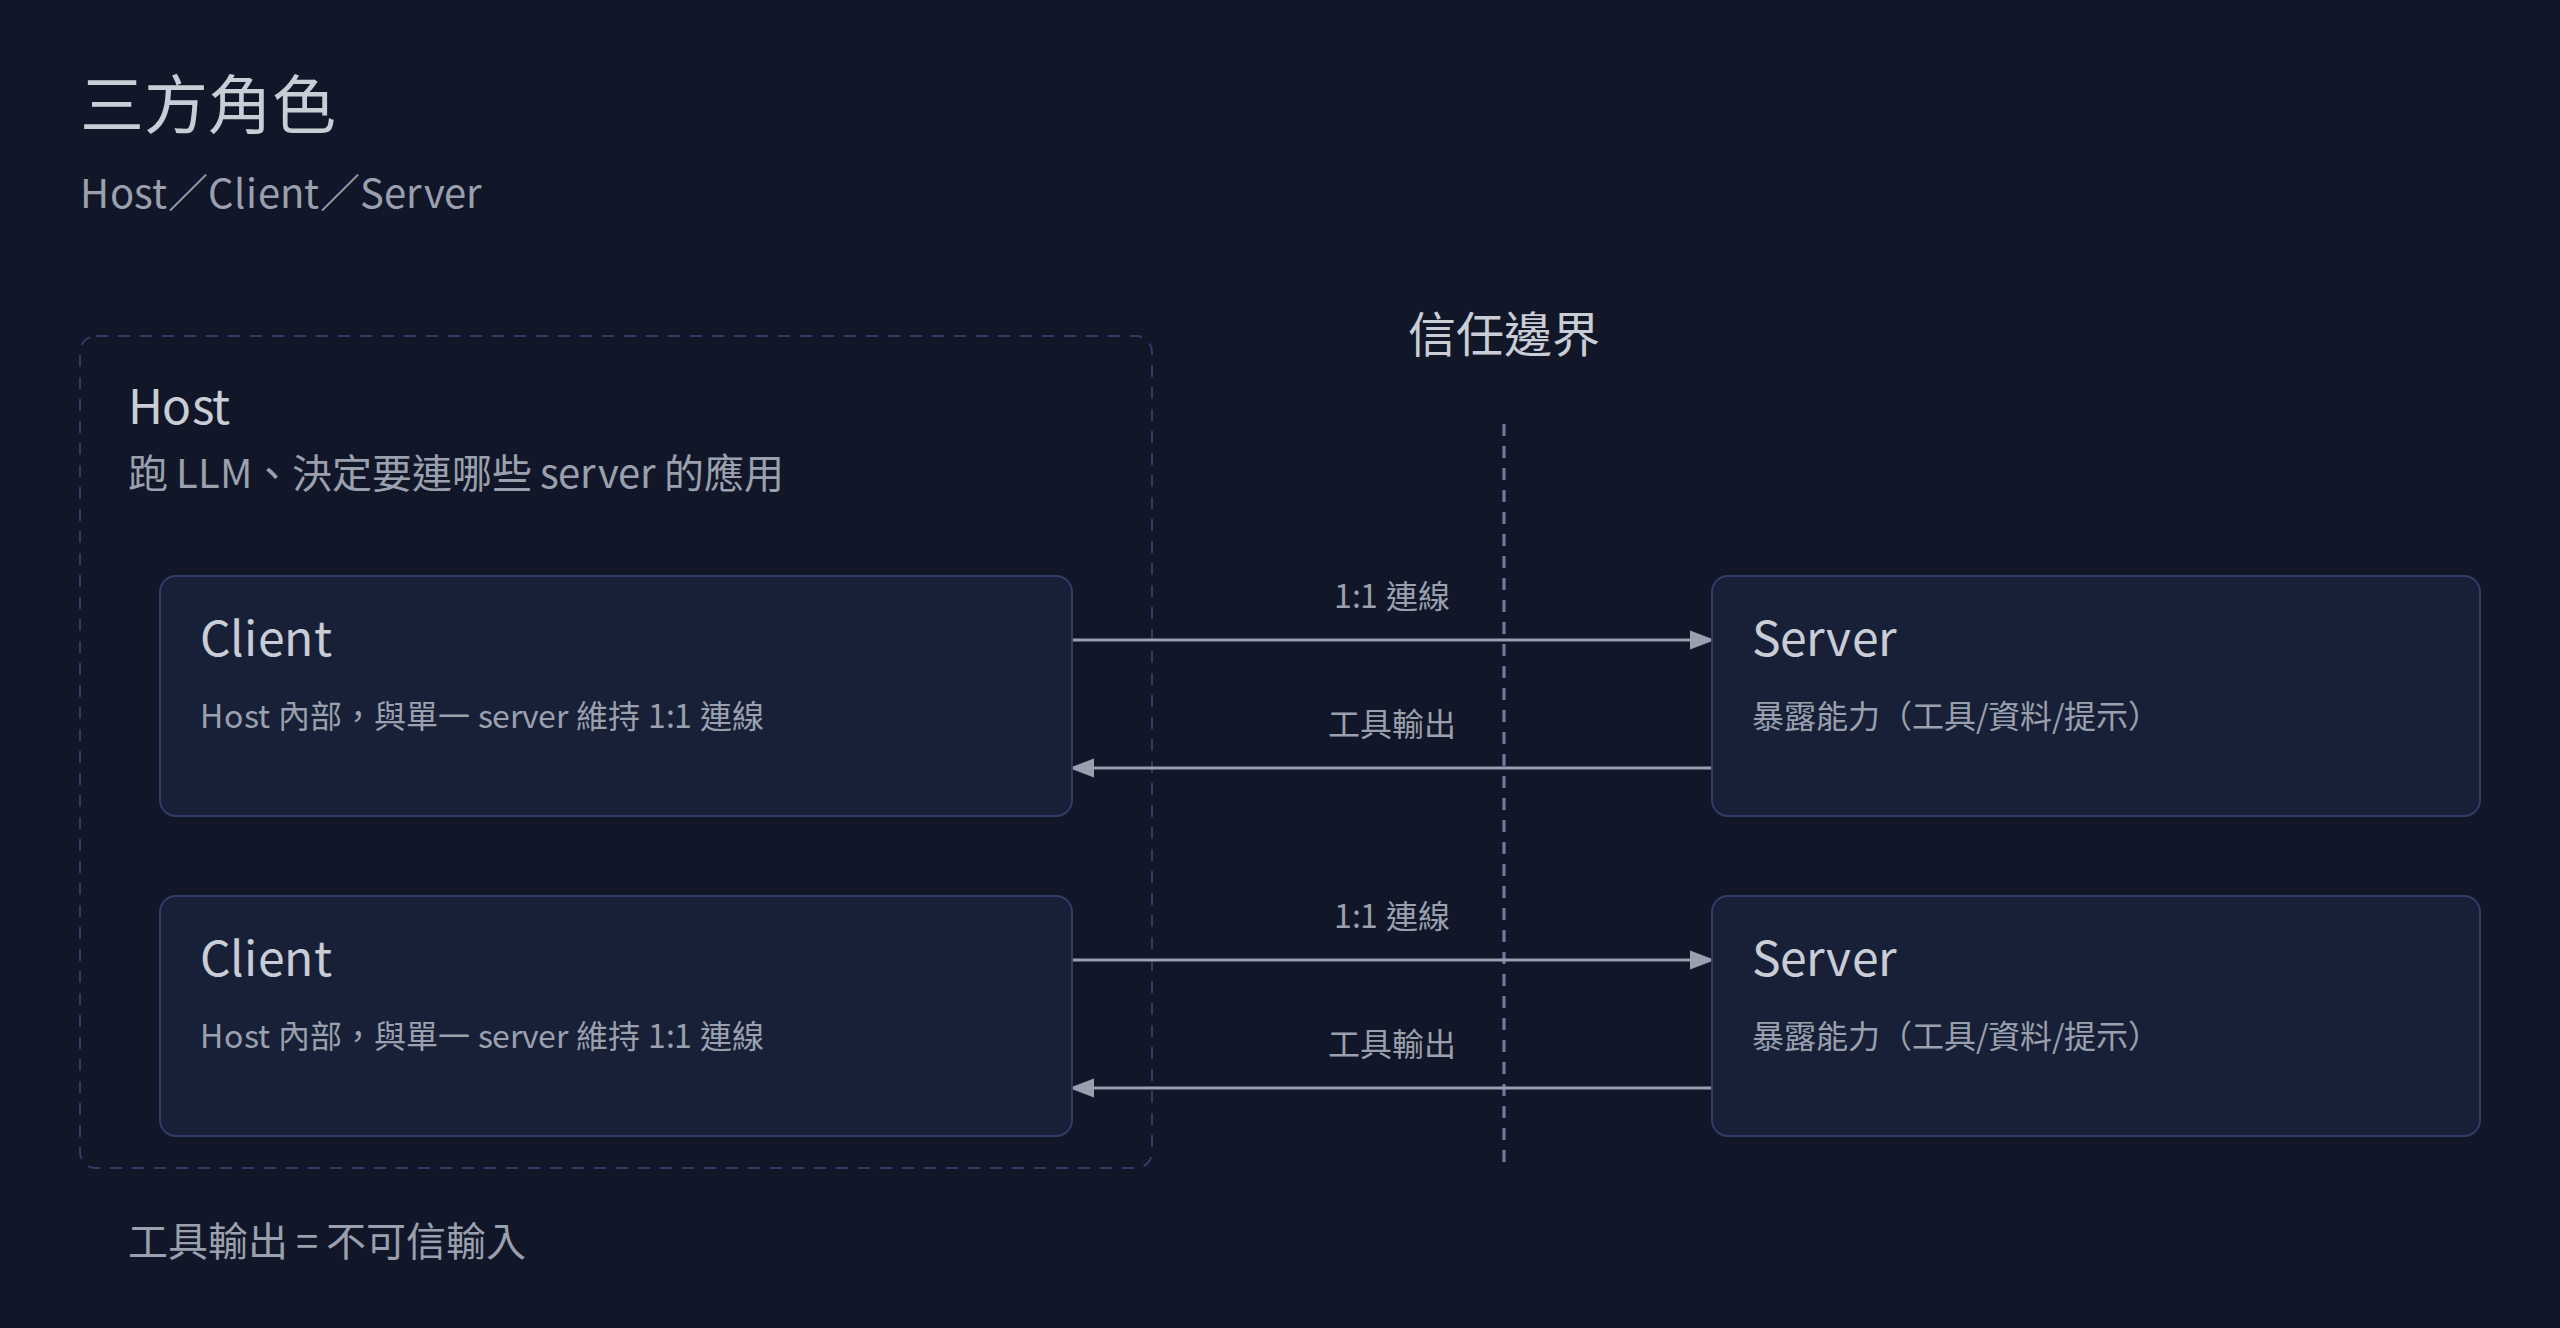 三方角色
Host／Client／Server
信任邊界
Host
跑 LLM、決定要連哪些 server 的應用
Client
Host 內部，與單一 server 維持 1:1 連線
1:1 連線
工具輸出
Server
暴露能力（工具/資料/提示）
Client
Host 內部，與單一 server 維持 1:1 連線
1:1 連線
工具輸出
Server
暴露能力（工具/資料/提示）
工具輸出 = 不可信輸入